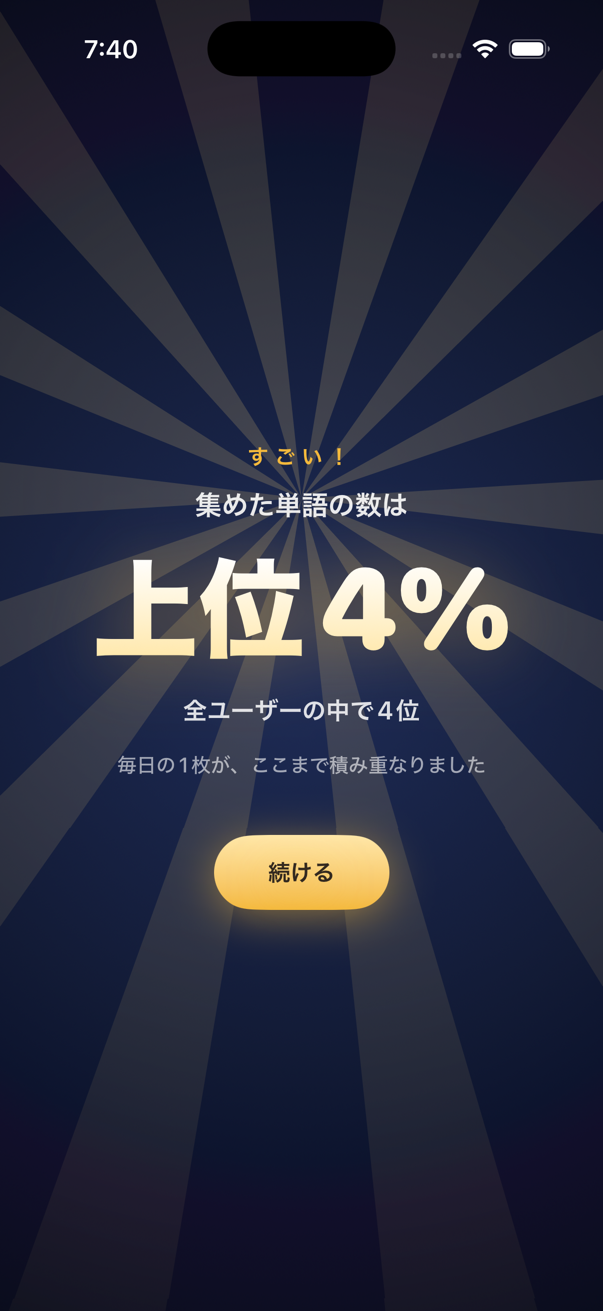 7:40
すごい！
集めた単語の数は
上位4%
全ユーザーの中で4位
毎日の1枚が、ここまで積み重なりました
続ける